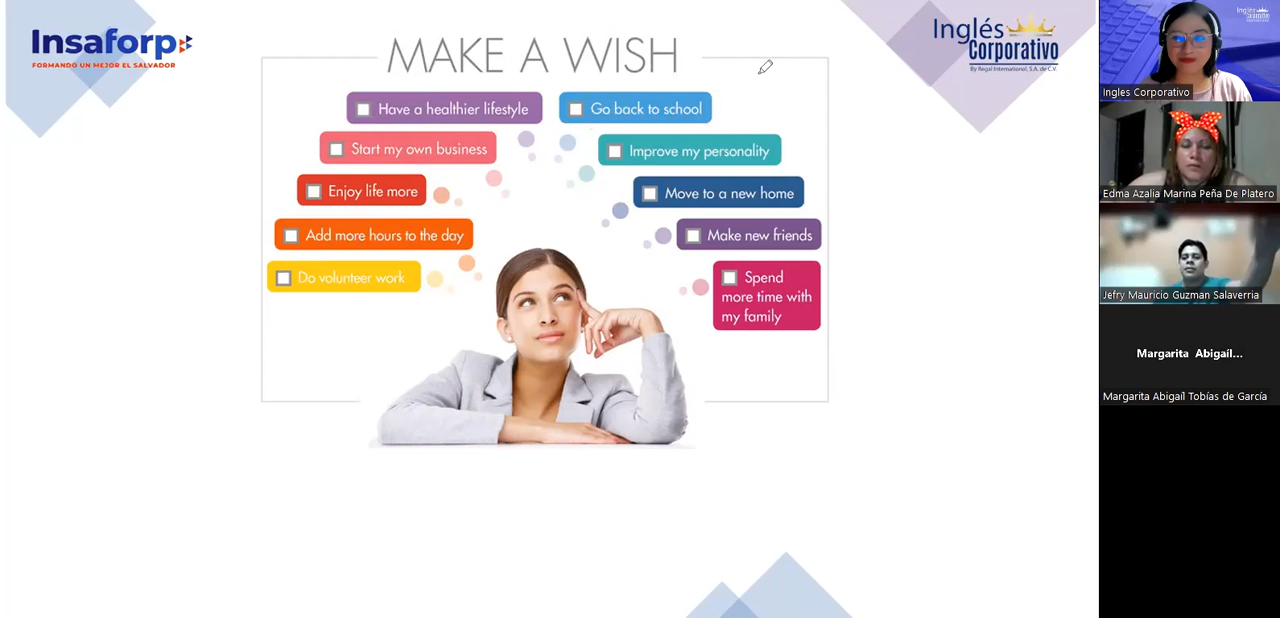 Insaforp
FORMANDO UN MEJOR EL SALVADOR
MAKE A WISH
Inglés
Corporativo
By Regal International, S.A. de C.V.
Have a healthier lifestyle
Go back to school
Start my own business
Improve my personality
Enjoy life more
Move to a new home
Add more hours to the day
Make new friends
Do volunteer work
Spend
more time with
my family
Inglés
Ingles Corporativo
Edma Azalia Marina Peña De Platero
Jefry Mauricio Guzman Salaverria
Margarita Abigaíl...
Margarita Abigaíl Tobías de García